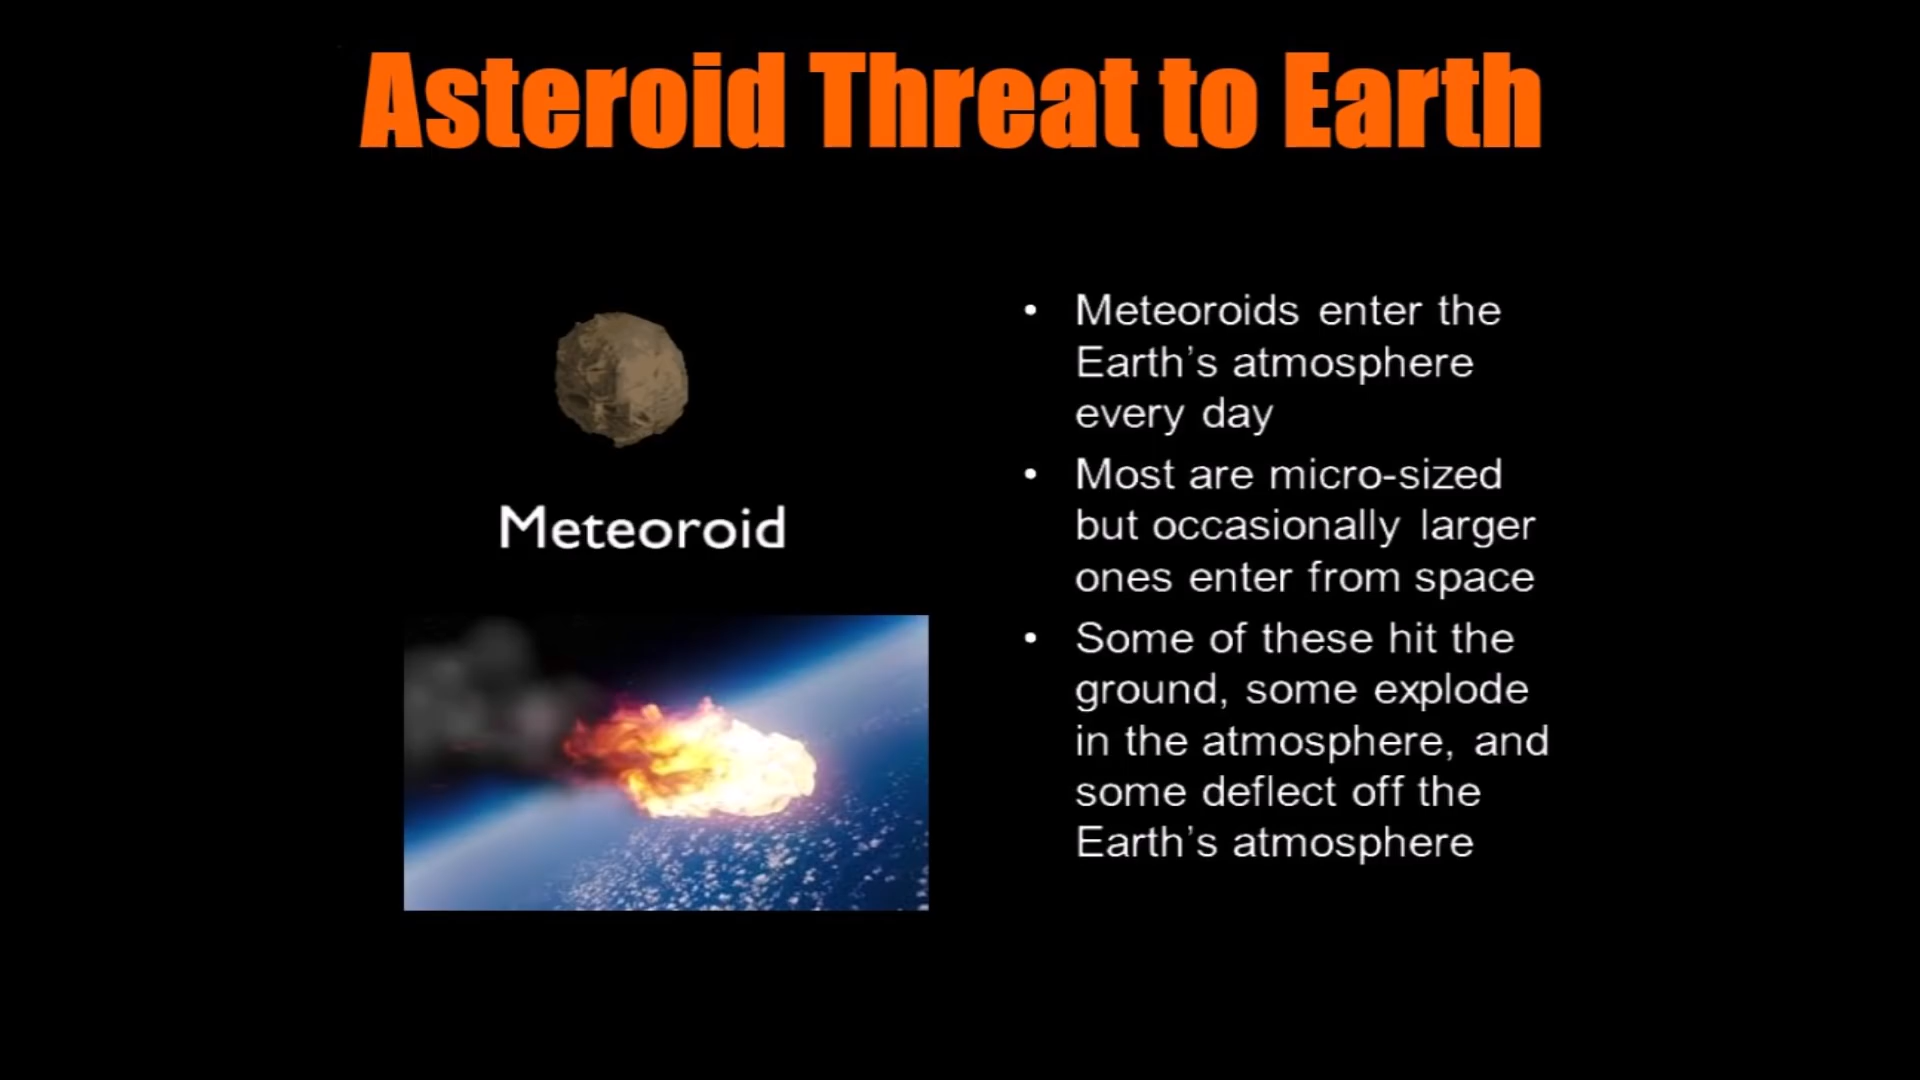 Asteroid Threat to Earth
Meteoroid
• Meteoroids enter the
Earth’s atmosphere
every day
• Most are micro-sized
but occasionally larger
ones enter from space
• Some of these hit the
ground, some explode
in the atmosphere, and
some deflect off the
Earth’s atmosphere